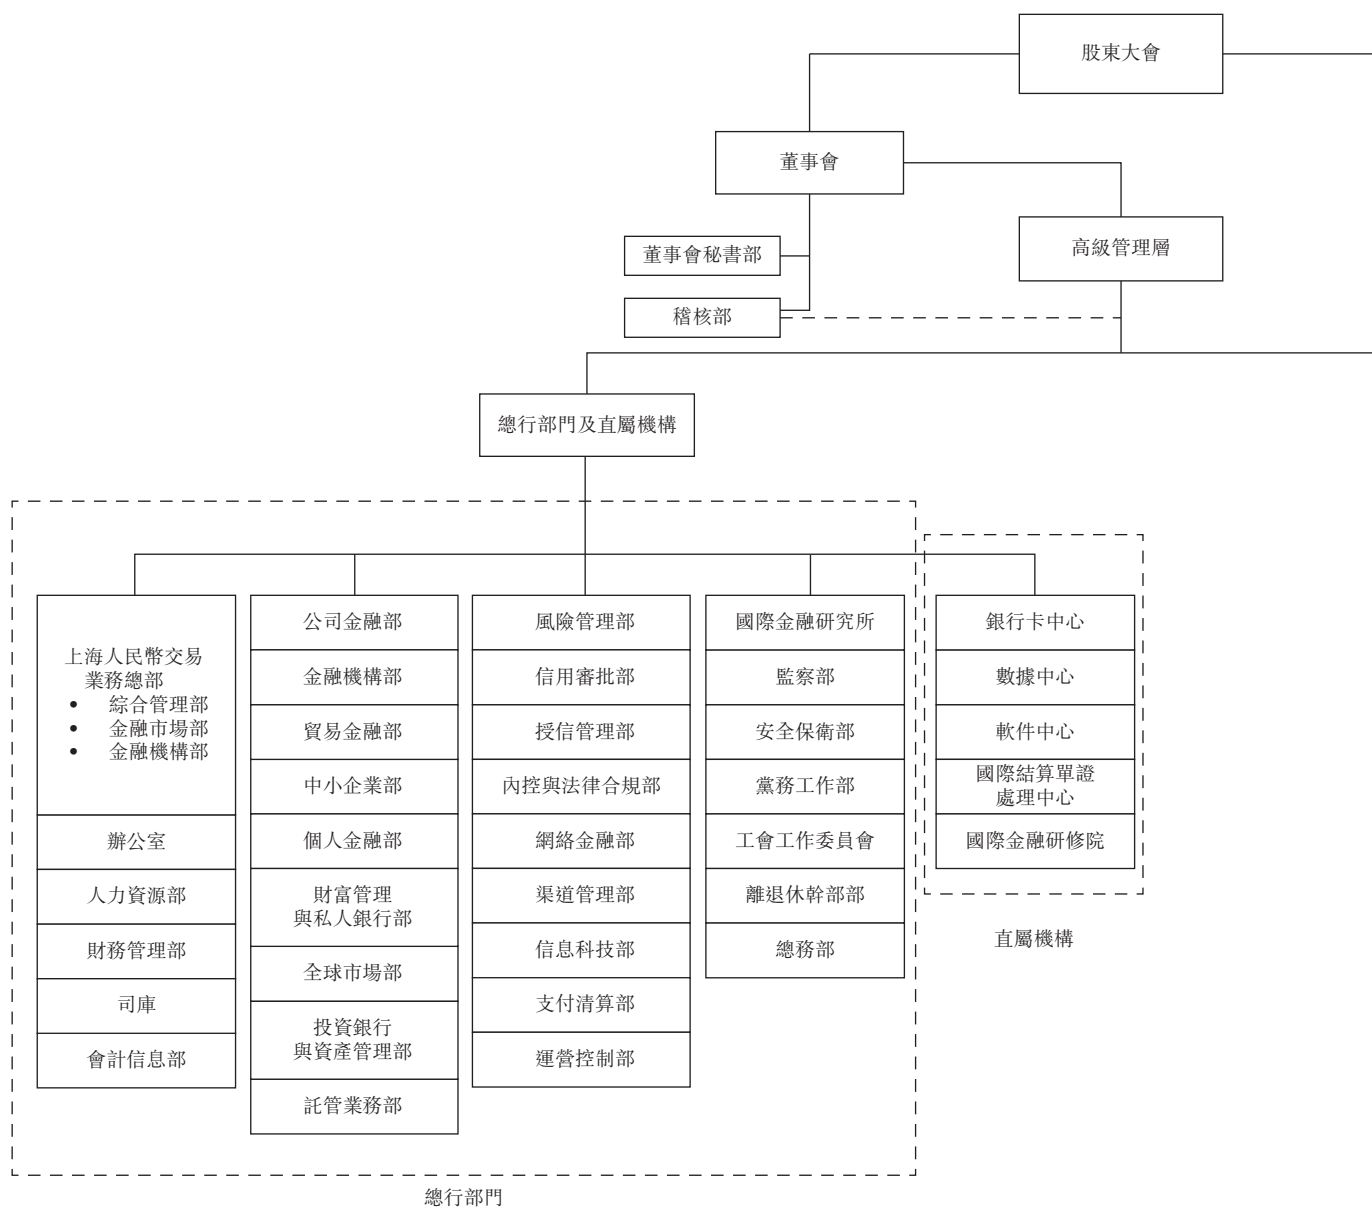 股東大會
董事會
高級管理層
董事會秘書部
稽核部
總行部門及直屬機構
上海人民幣交易
業務總部
• 綜合管理部
• 金融市場部
• 金融機構部
辦公室
人力資源部
財務管理部
司庫
會計信息部
公司金融部
金融機構部
貿易金融部
中小企業部
個人金融部
財富管理
與私人銀行部
全球市場部
投資銀行
與資產管理部
託管業務部
風險管理部
信用審批部
授信管理部
內控與法律合規部
網絡金融部
渠道管理部
信息科技部
支付清算部
運營控制部
國際金融研究所
監察部
安全保衛部
黨務工作部
工會工作委員會
離退休幹部部
總務部
銀行卡中心
數據中心
軟件中心
國際結算單證
處理中心
國際金融研修院
直屬機構
總行部門